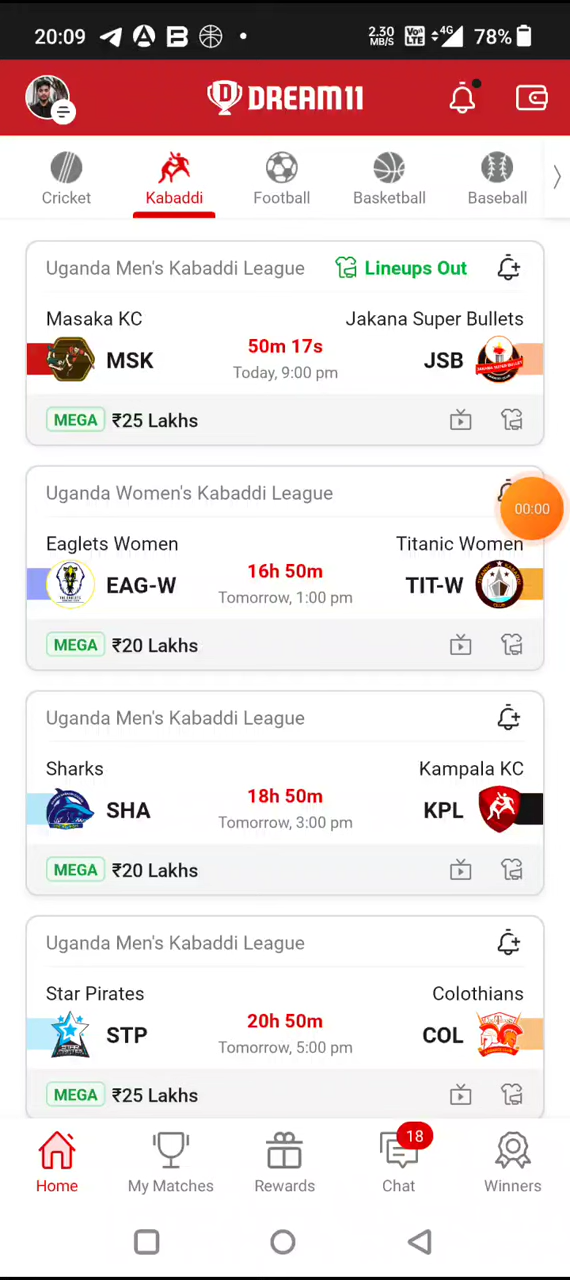 20:09 2.30 MB/S Vo LTE 4G 78%
DREAM11
Cricket Kabaddi Football Basketball Baseball
Uganda Men's Kabaddi League Lineups Out
Masaka KC Jakana Super Bullets
MSK 50m 17s JSB
Today, 9:00 pm
MEGA ₹25 Lakhs
Uganda Women's Kabaddi League
00:00
Eaglets Women Titanic Women
EAG-W 16h 50m TIT-W
Tomorrow, 1:00 pm
MEGA ₹20 Lakhs
Uganda Men's Kabaddi League
Sharks Kampala KC
SHA 18h 50m KPL
Tomorrow, 3:00 pm
MEGA ₹20 Lakhs
Uganda Men's Kabaddi League
Star Pirates Colothians
STP 20h 50m COL
Tomorrow, 5:00 pm
MEGA ₹25 Lakhs
18
Home My Matches Rewards Chat Winners